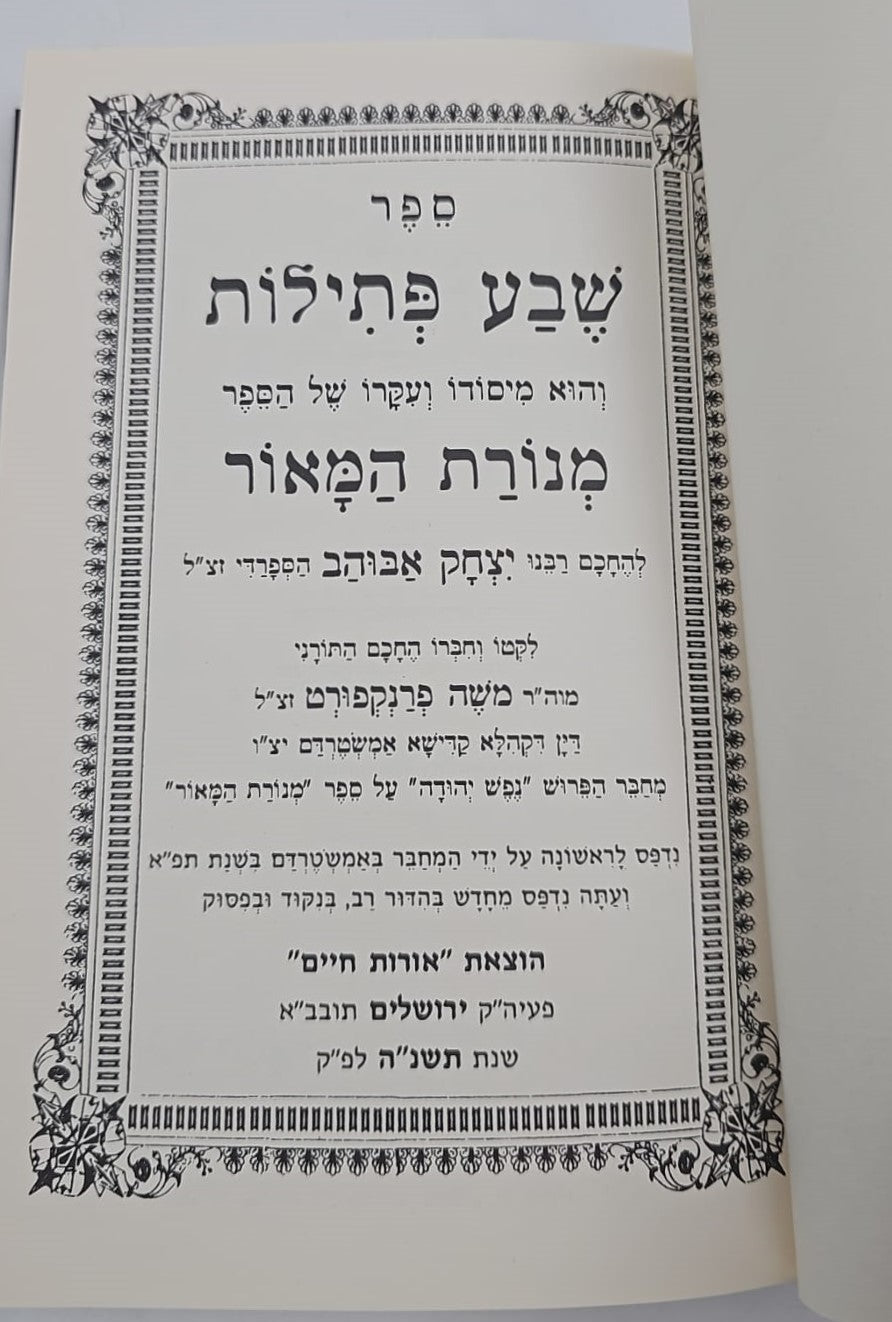 סֵפֶר
שֶׁבַע פְּתִילוֹת
וְהוּא מִיסוֹדוֹ וְעִקָּרוֹ שֶׁל הַסֵּפֶר
מְנוֹרַת הַמָּאוֹר
לְהֶחָכָם רַבֵּנוּ יִצְחָק אַבּוּהַב הַסְּפָרַדִּי זצ"ל
לִקְּטוֹ וְחִבְּרוֹ הֶחָכָם הַתּוֹרָנִי
מוה"ר משֶׁה פְרַנְקְפוּרְט זצ"ל
דַּיָּן דִּקְהִלָּא קַדִּישָׁא אַמְשְׂטֶרְדַּם יצ"ו
מְחַבֵּר הַפֵּרוּשׁ "נֶפֶשׁ יְהוּדָה" עַל סֵפֶר "מְנוֹרַת הַמָּאוֹר"
נִדְפַּס לָרִאשׁוֹנָה עַל יְדֵי הַמְחַבֵּר בְּאַמְשְׂטֶרְדַּם בִּשְׁנַת תפ"א
וְעַתָּה נִדְפַּס מֵחָדָשׁ בְּהִדּוּר רַב, בְּנִקּוּד וּבְפִסּוּק
הוצאת "אורות חיים"
פעיה"ק ירושלים תובב"א
שנת תשנ"ה לפ"ק